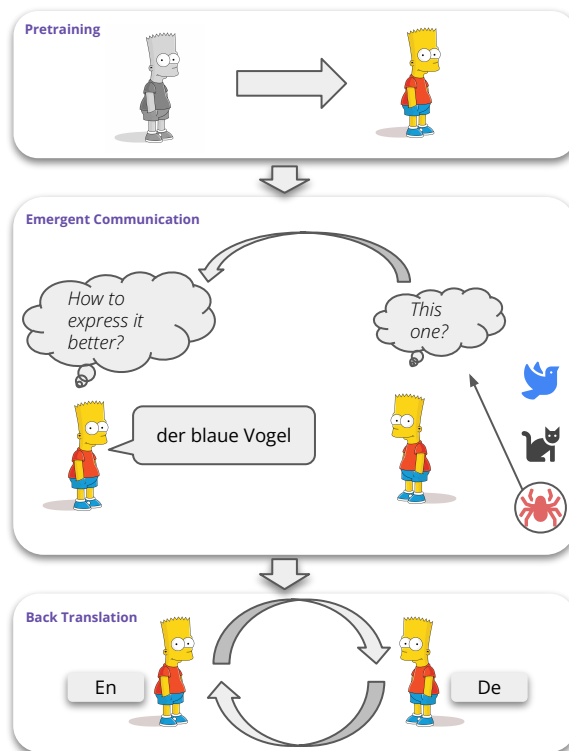 Pretraining
Emergent Communication
How to
express it
better?
This
one?
der blaue Vogel
Back Translation
En
De